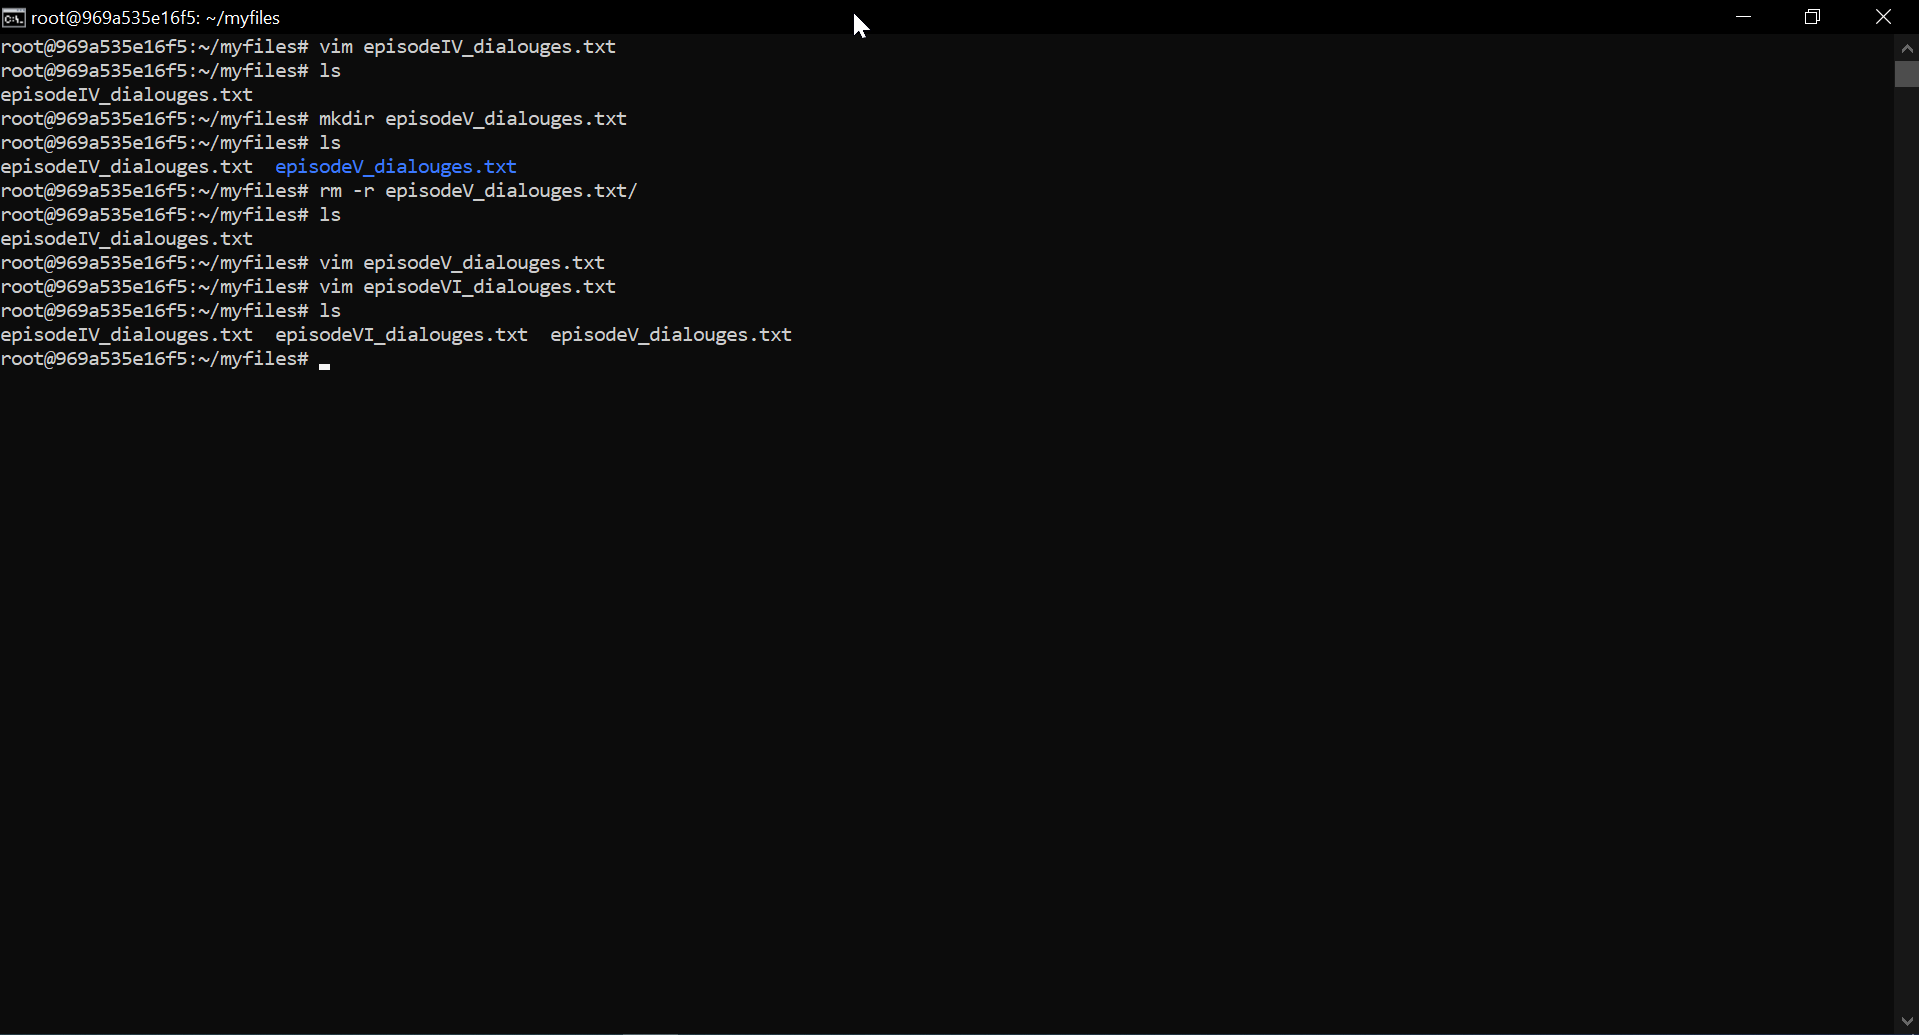 root@969a535e16f5: ~/myfiles
root@969a535e16f5:~/myfiles# vim episodeIV_dialouges.txt
root@969a535e16f5:~/myfiles# ls
episodeIV_dialouges.txt
root@969a535e16f5:~/myfiles# mkdir episodeV_dialouges.txt
root@969a535e16f5:~/myfiles# ls
episodeIV_dialouges.txt  episodeV_dialouges.txt
root@969a535e16f5:~/myfiles# rm -r episodeV_dialouges.txt/
root@969a535e16f5:~/myfiles# ls
episodeIV_dialouges.txt
root@969a535e16f5:~/myfiles# vim episodeV_dialouges.txt
root@969a535e16f5:~/myfiles# vim episodeVI_dialouges.txt
root@969a535e16f5:~/myfiles# ls
episodeIV_dialouges.txt  episodeVI_dialouges.txt  episodeV_dialouges.txt
root@969a535e16f5:~/myfiles#